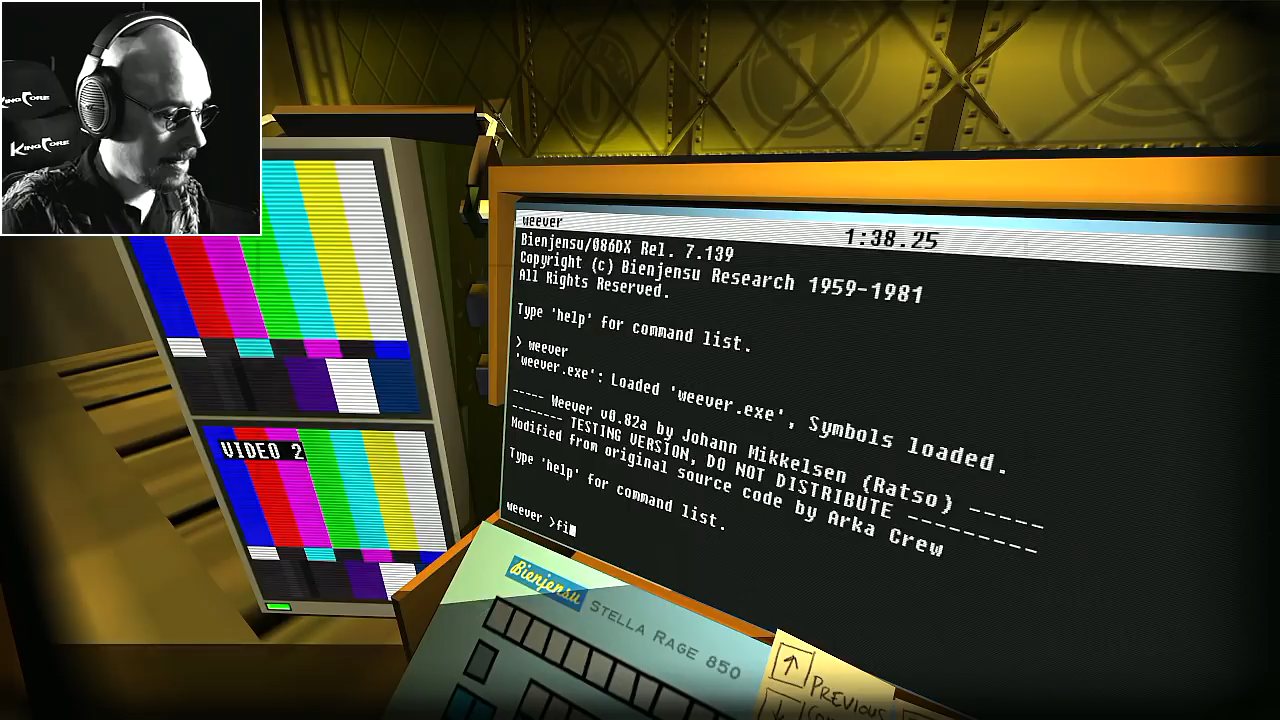 KINGCORE
KINGCORE
VIDEO 2
weever
1:38.25
Bienjensu/086DX Rel. 7.139
Copyright (c) Bienjensu Research 1959-1981
All Rights Reserved.
Type 'help' for command list.
> weever
'weever.exe': Loaded 'weever.exe', Symbols loaded.
----- Weever v0.82a by Johann Mikkelsen (Ratso) -----
-------- TESTING VERSION, DO NOT DISTRIBUTE ---------
Modified from original source code by Arka Crew
Type 'help' for command list.
weever >fi
Bienjensu
STELLA RAGE 850
↑ PREVIOUS